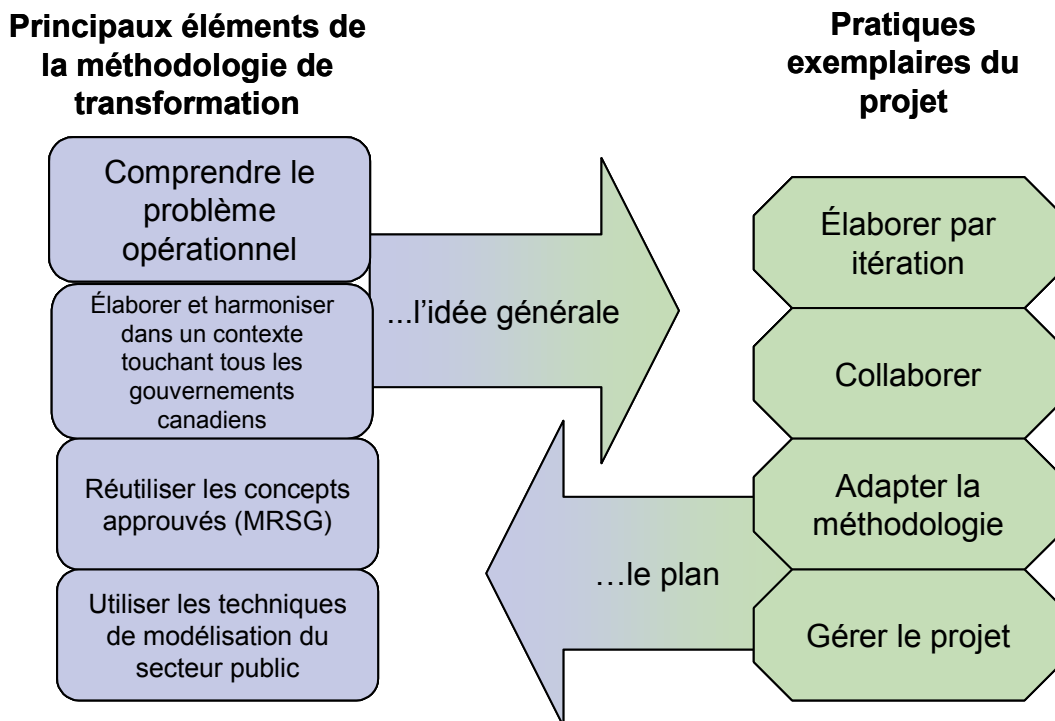 Principaux éléments de
la méthodologie de
transformation
Comprendre le
problème
opérationnel
Élaborer et harmoniser
dans un contexte
touchant tous les
gouvernements
canadiens
Réutiliser les concepts
approuvés (MRSG)
Utiliser les techniques
de modélisation du
secteur public
...l'idée générale
…le plan
Pratiques
exemplaires du
projet
Élaborer par
itération
Collaborer
Adapter la
méthodologie
Gérer le projet